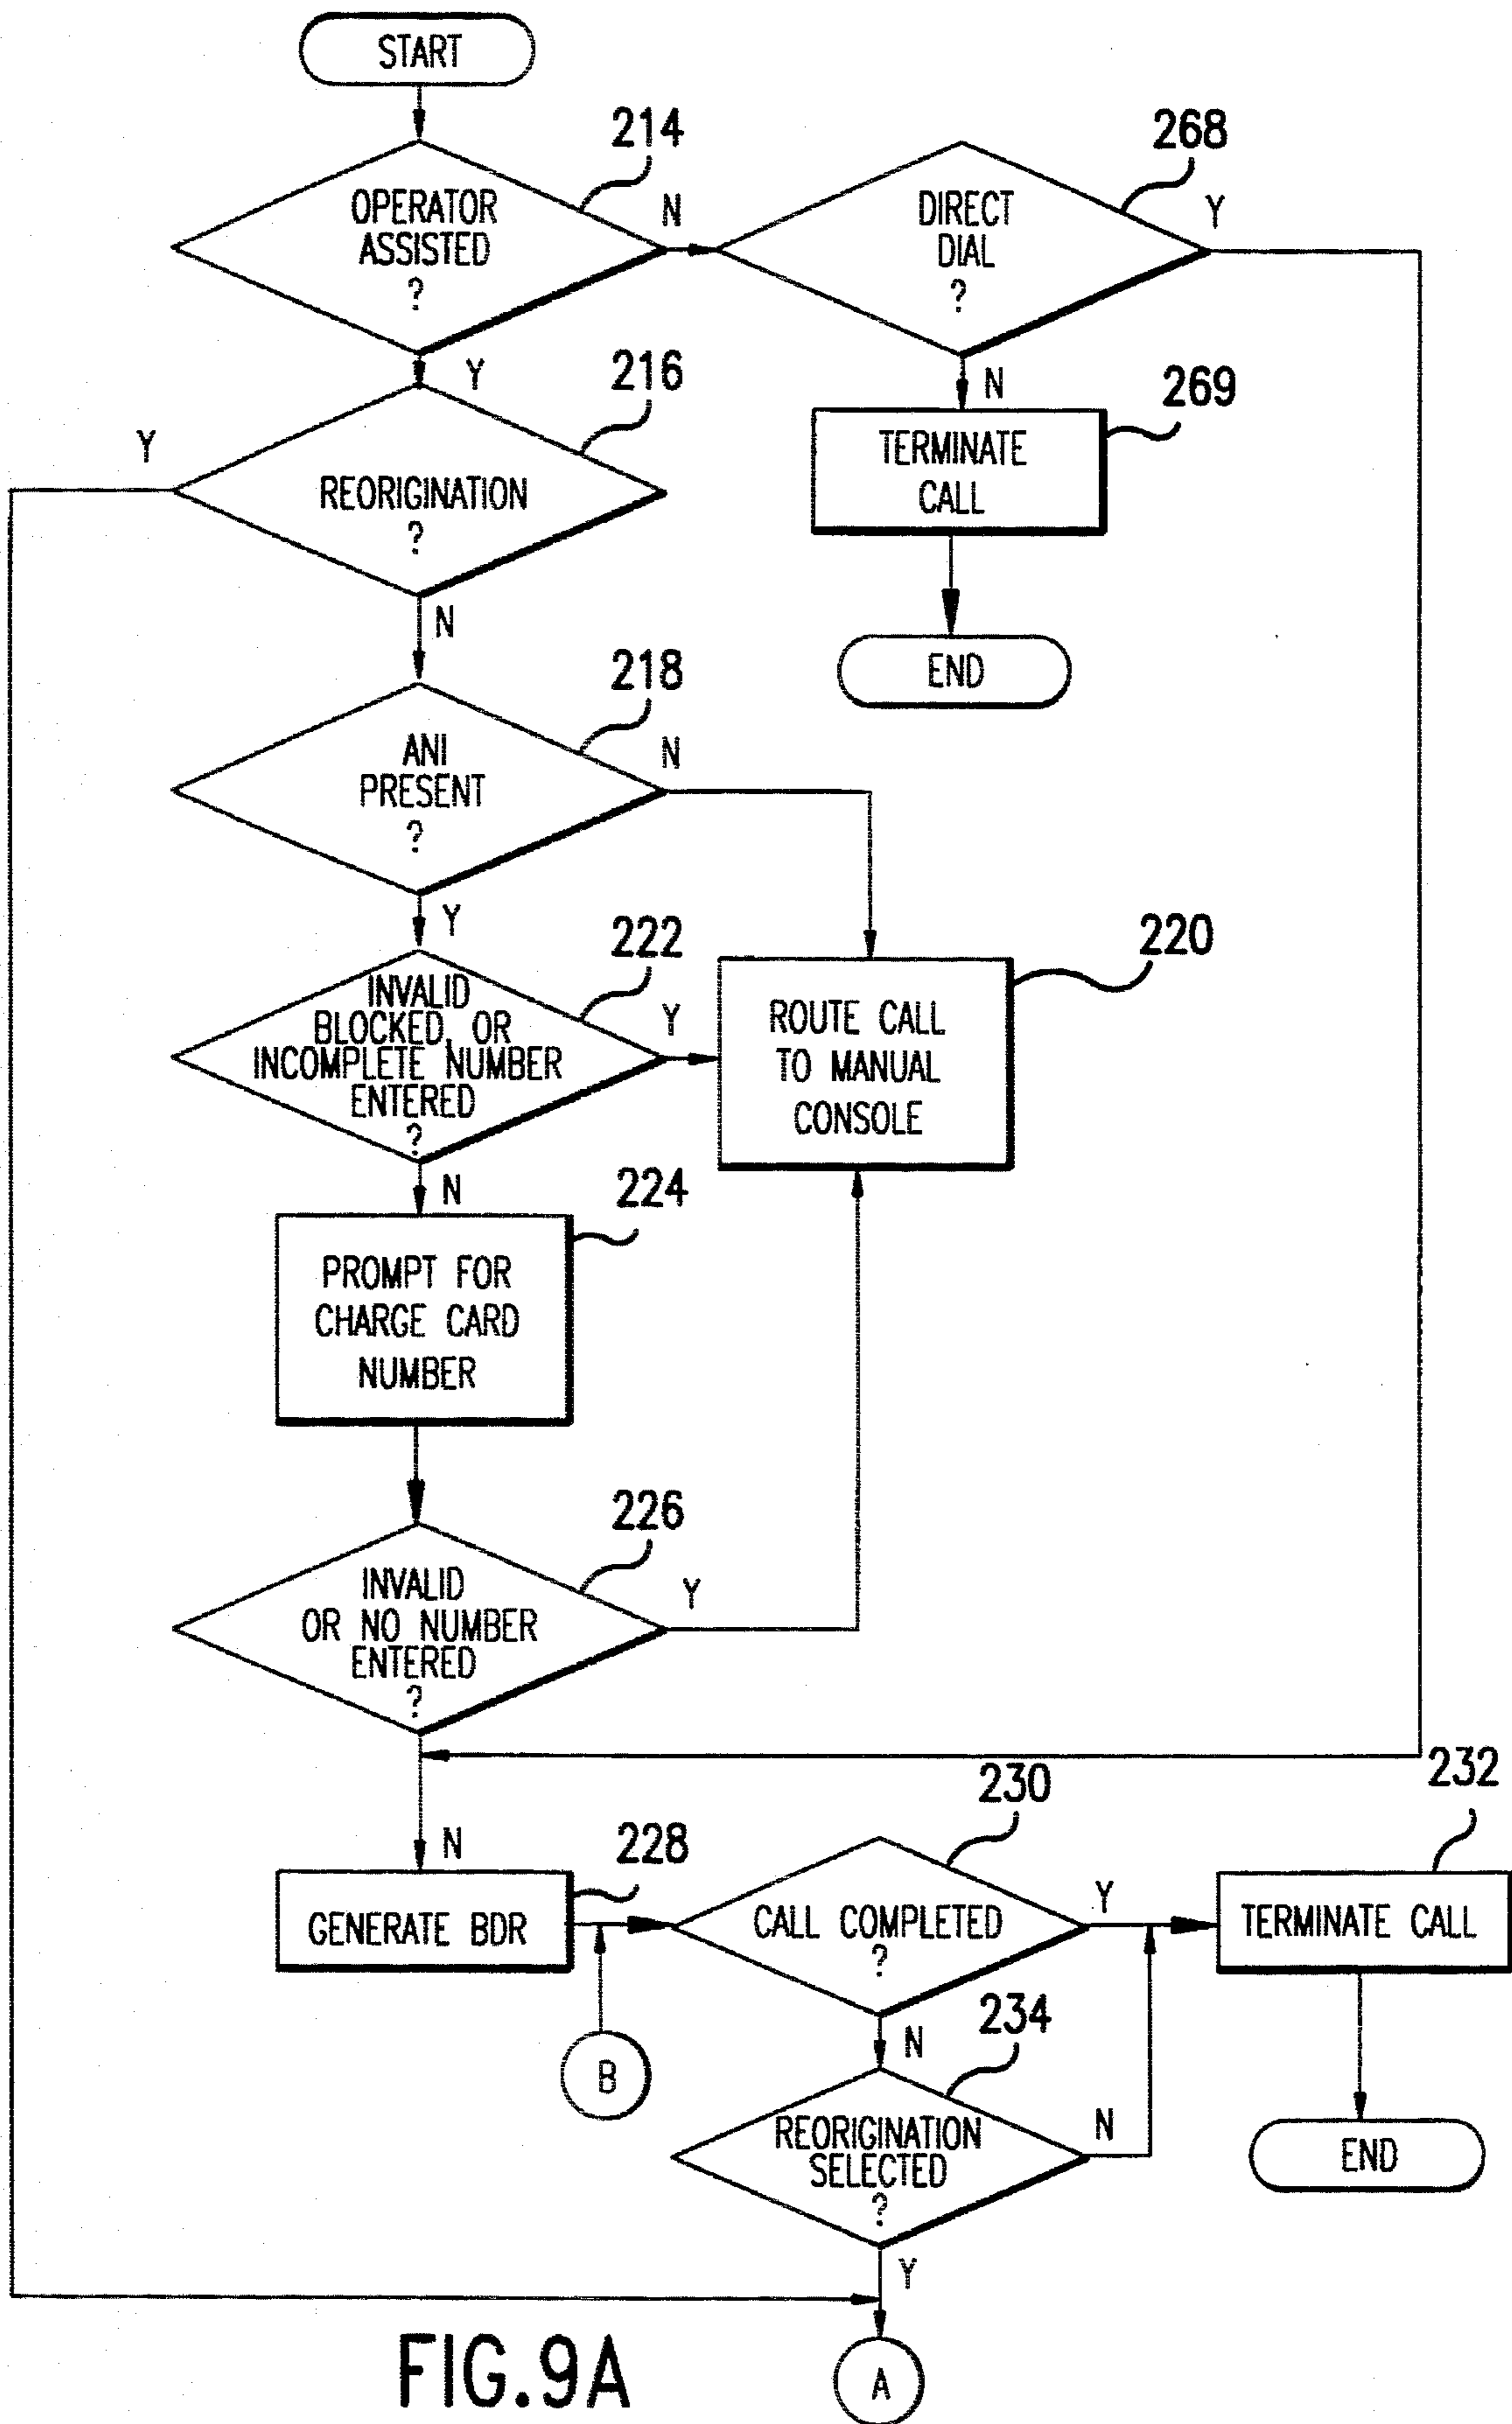 START
214
OPERATOR
ASSISTED
?
N
Y
268
DIRECT
DIAL
?
Y
N
269
TERMINATE
CALL
END
216
REORIGINATION
?
Y
N
218
ANI
PRESENT
?
N
Y
222
INVALID
BLOCKED, OR
INCOMPLETE NUMBER
ENTERED
?
Y
N
220
ROUTE CALL
TO MANUAL
CONSOLE
224
PROMPT FOR
CHARGE CARD
NUMBER
226
INVALID
OR NO NUMBER
ENTERED
?
Y
N
228
GENERATE BDR
B
230
CALL COMPLETED
?
Y
N
232
TERMINATE CALL
END
234
REORIGINATION
SELECTED
?
N
Y
A
FIG.9A